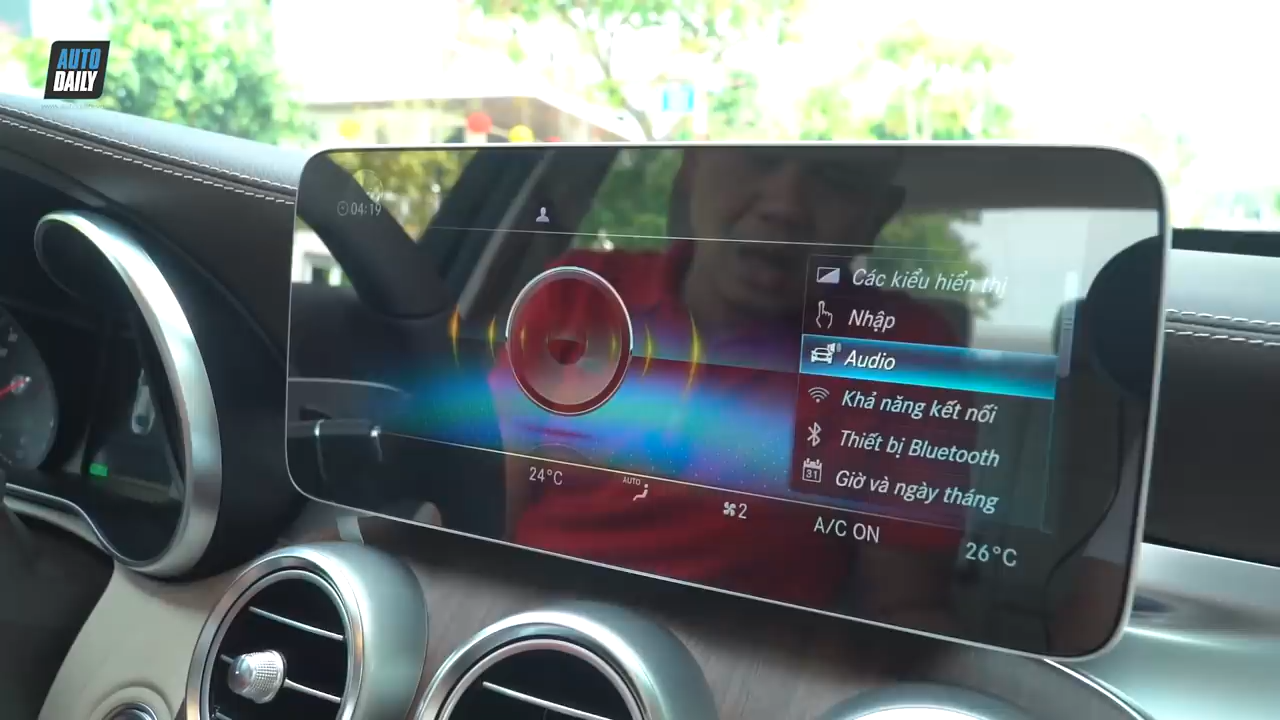 AUTO
DAILY
04:19
Các kiểu hiển thị
Nhập
Audio
Khả năng kết nối
Thiết bị Bluetooth
31
Giờ và ngày tháng
24°C
AUTO
2
A/C ON
26°C